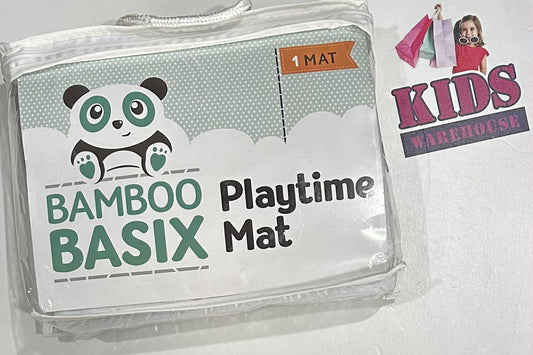 1 MAT
KIDS
WAREHOUSE
BAMBOO
BASIX
Playtime
Mat